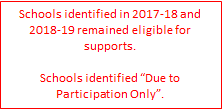 Schools identified in 2017-18 and
2018-19 remained eligible for
supports.
Schools identified “Due to
Participation Only”.